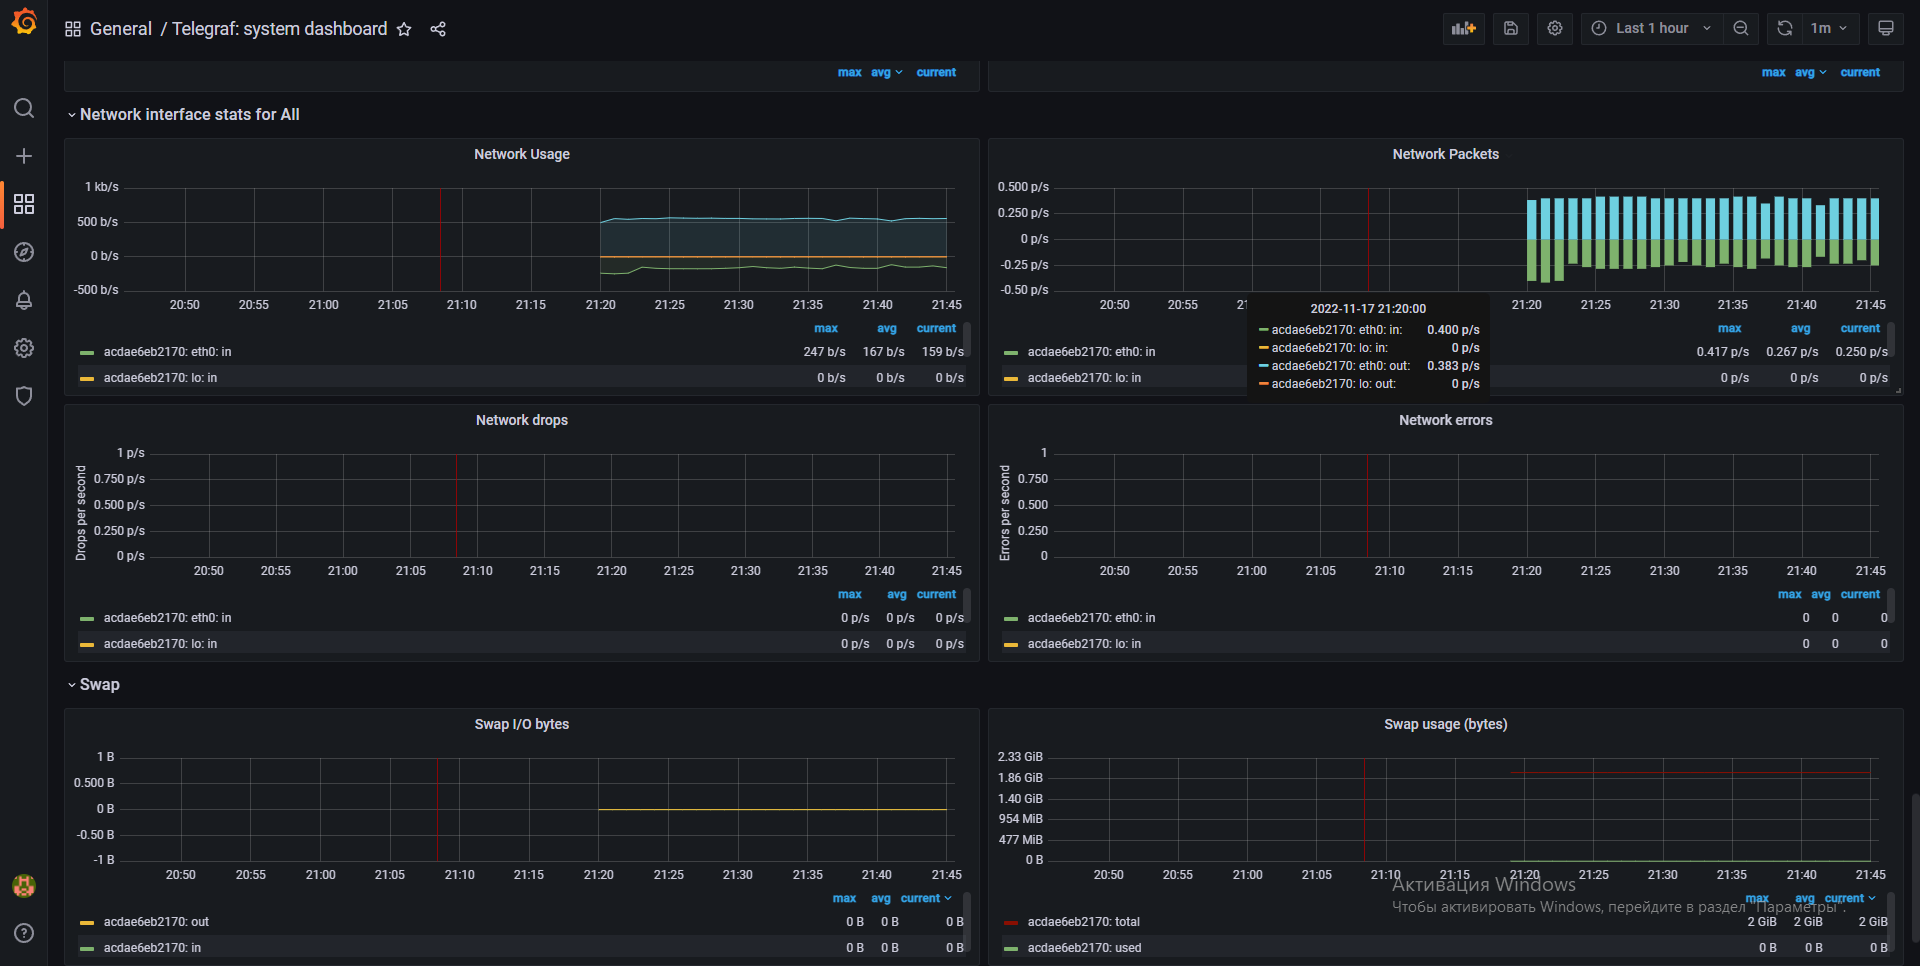 General / Telegraf: system dashboard
Last 1 hour
1m
max avg current
max avg current
Network interface stats for All
Network Usage
1 kb/s
500 b/s
0 b/s
-500 b/s
20:50 20:55 21:00 21:05 21:10 21:15 21:20 21:25 21:30 21:35 21:40 21:45
max avg current
acdae6eb2170: eth0: in 247 b/s 167 b/s 159 b/s
acdae6eb2170: lo: in 0 b/s 0 b/s 0 b/s
Network Packets
0.500 p/s
0.250 p/s
0 p/s
-0.25 p/s
-0.50 p/s
20:50 20:55 21 21:20 21:25 21:30 21:35 21:40 21:45
2022-11-17 21:20:00
acdae6eb2170: eth0: in: 0.400 p/s
acdae6eb2170: lo: in: 0 p/s
acdae6eb2170: eth0: out: 0.383 p/s
acdae6eb2170: lo: out: 0 p/s
max avg current
acdae6eb2170: eth0: in 0.417 p/s 0.267 p/s 0.250 p/s
acdae6eb2170: lo: in 0 p/s 0 p/s 0 p/s
Network drops
Drops per second
1 p/s
0.750 p/s
0.500 p/s
0.250 p/s
0 p/s
20:50 20:55 21:00 21:05 21:10 21:15 21:20 21:25 21:30 21:35 21:40 21:45
max avg current
acdae6eb2170: eth0: in 0 p/s 0 p/s 0 p/s
acdae6eb2170: lo: in 0 p/s 0 p/s 0 p/s
Network errors
Errors per second
1
0.750
0.500
0.250
0
20:50 20:55 21:00 21:05 21:10 21:15 21:20 21:25 21:30 21:35 21:40 21:45
max avg current
acdae6eb2170: eth0: in 0 0 0
acdae6eb2170: lo: in 0 0 0
Swap
Swap I/O bytes
1 B
0.500 B
0 B
-0.50 B
-1 B
20:50 20:55 21:00 21:05 21:10 21:15 21:20 21:25 21:30 21:35 21:40 21:45
max avg current
acdae6eb2170: out 0 B 0 B 0 B
acdae6eb2170: in 0 B 0 B 0 B
Swap usage (bytes)
2.33 GiB
1.86 GiB
1.40 GiB
954 MiB
477 MiB
0 B
20:50 20:55 21:00 21:05 21:10 21:15 21:20 21:25 21:30 21:35 21:40 21:45
Активация Windows
Чтобы активировать Windows, перейдите в раздел "Параметры".
max avg current
acdae6eb2170: total 2 GiB 2 GiB 2 GiB
acdae6eb2170: used 0 B 0 B 0 B